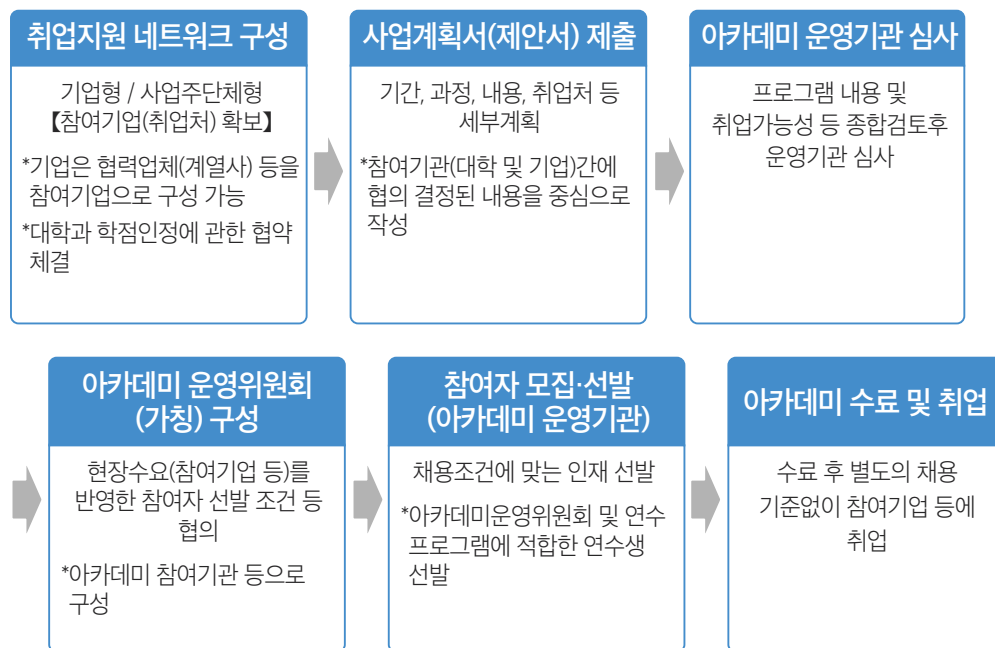 취업지원 네트워크 구성
기업형 / 사업주단체형
【참여기업(취업처) 확보】
*기업은 협력업체(계열사) 등을
참여기업으로 구성 가능
*대학과 학점인정에 관한 협약
체결
사업계획서(제안서) 제출
기간, 과정, 내용, 취업처 등
세부계획
*참여기관(대학 및 기업)간에
협의 결정된 내용을 중심으로
작성
아카데미 운영기관 심사
프로그램 내용 및
취업가능성 등 종합검토후
운영기관 심사
아카데미 운영위원회
(가칭) 구성
현장수요(참여기업 등)를
반영한 참여자 선발 조건 등
협의
*아카데미 참여기관 등으로
구성
참여자 모집·선발
(아카데미 운영기관)
채용조건에 맞는 인재 선발
*아카데미운영위원회 및 연수
프로그램에 적합한 연수생
선발
아카데미 수료 및 취업
수료 후 별도의 채용
기준없이 참여기업 등에
취업